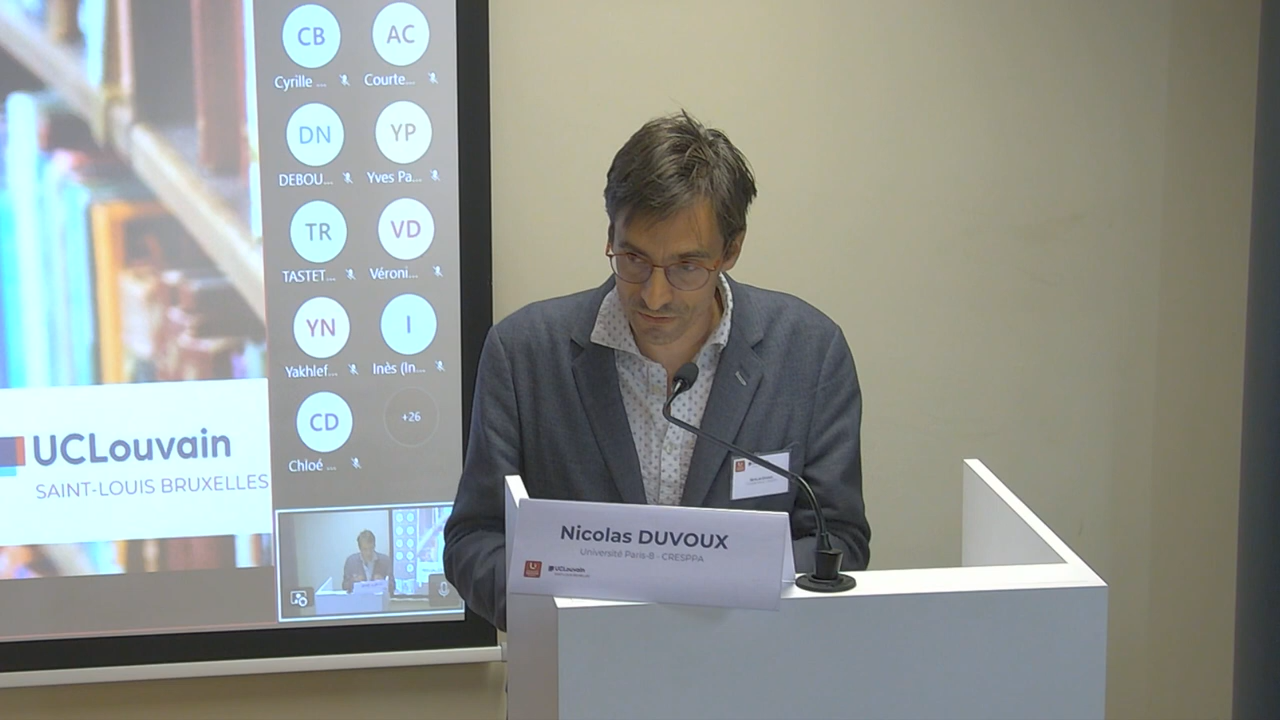 CB
AC
Cyrille ...
Courte...
DN
YP
DEBOU...
Yves Pa...
TR
VD
TASTET...
Véroni...
YN
I
Yakhlef...
Inès (In...
CD
+26
Chloé ...
UCLouvain
SAINT-LOUIS BRUXELLES
Nicolas DUVOUX
Université Paris-8 - CRESPPA
UCLouvain